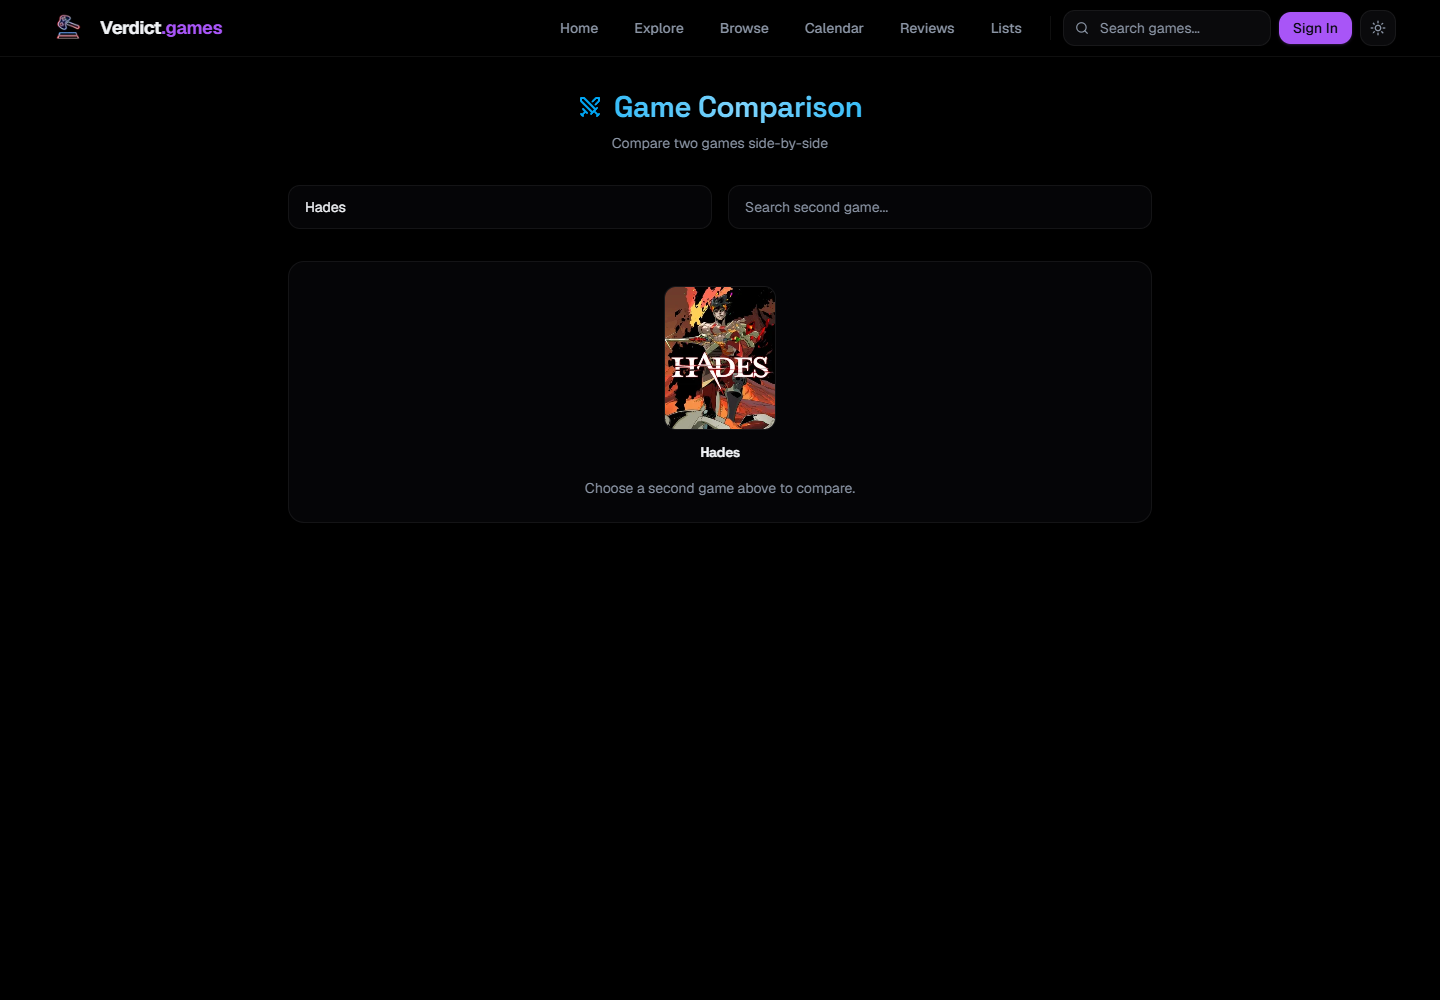 Verdict.games
Home Explore Browse Calendar Reviews Lists Search games... Sign In
Game Comparison
Compare two games side-by-side
Hades Search second game...
HADES
Hades
Choose a second game above to compare.